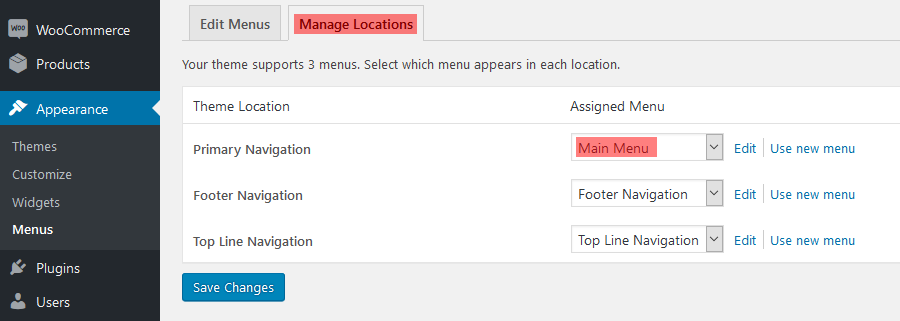 Woo
WooCommerce
Products
Appearance
Themes
Customize
Widgets
Menus
Plugins
Users
Edit Menus
Manage Locations
Your theme supports 3 menus. Select which menu appears in each location.
Theme Location Assigned Menu
Primary Navigation Main Menu Edit Use new menu
Footer Navigation Footer Navigation Edit Use new menu
Top Line Navigation Top Line Navigation Edit Use new menu
Save Changes